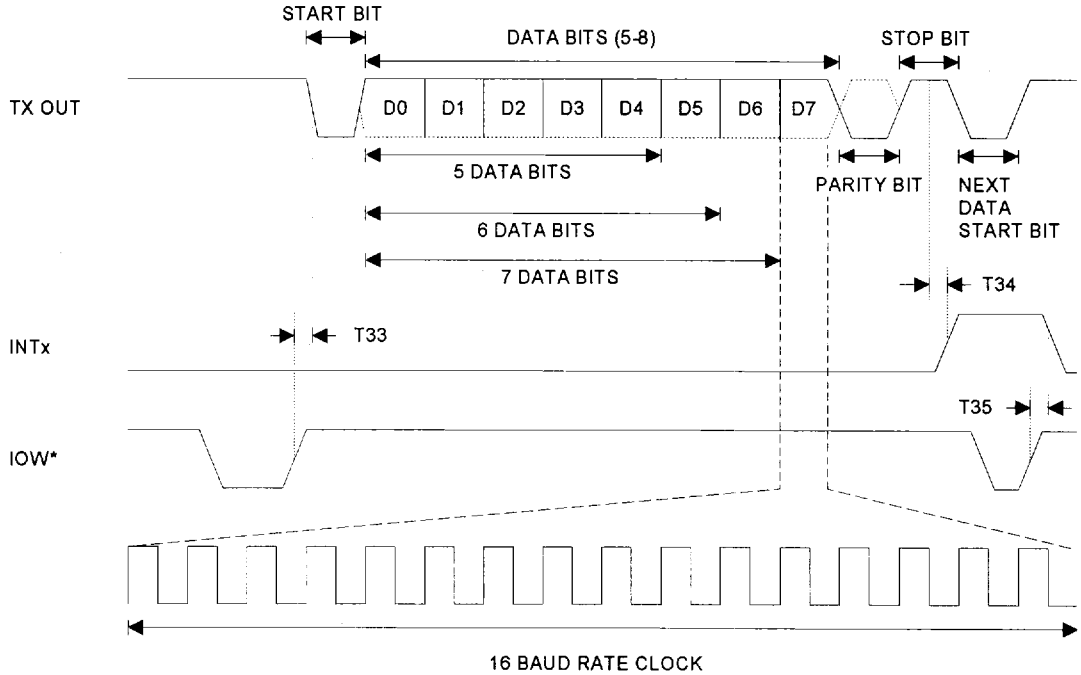 START BIT
DATA BITS (5-8)
STOP BIT
TX OUT
D0 D1 D2 D3 D4 D5 D6 D7
5 DATA BITS
PARITY BIT
NEXT
DATA
START BIT
6 DATA BITS
7 DATA BITS
T34
T33
INTx
T35
IOW*
16 BAUD RATE CLOCK